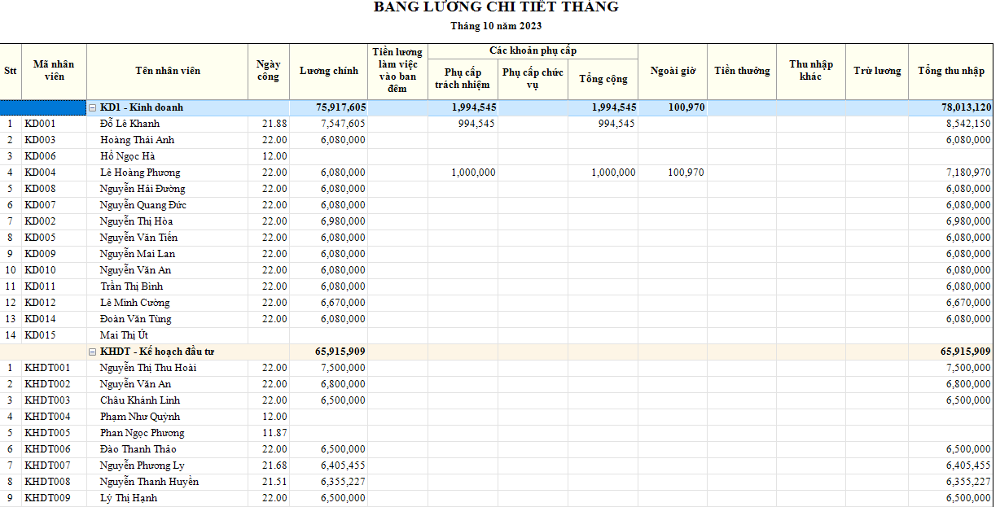 BẢNG LƯƠNG CHI TIẾT THÁNG
Tháng 10 năm 2023
Stt Mã nhân viên Tên nhân viên Ngày công Lương chính Tiền lương làm việc vào ban đêm Các khoản phụ cấp Phụ cấp trách nhiệm Phụ cấp chức vụ Tổng cộng Ngoài giờ Tiền thưởng Thu nhập khác Trừ lương Tổng thu nhập
KD1 - Kinh doanh 75,917,605 1,994,545 1,994,545 100,970 78,013,120
1 KD001 Đỗ Lê Khanh 21.88 7,547,605 994,545 994,545 8,542,150
2 KD003 Hoàng Thái Anh 22.00 6,080,000 6,080,000
3 KD006 Hồ Ngọc Hà 12.00
4 KD004 Lê Hoàng Phương 22.00 6,080,000 1,000,000 1,000,000 100,970 7,180,970
5 KD008 Nguyễn Hải Đường 22.00 6,080,000 6,080,000
6 KD007 Nguyễn Quang Đức 22.00 6,080,000 6,080,000
7 KD002 Nguyễn Thị Hòa 22.00 6,980,000 6,980,000
8 KD005 Nguyễn Văn Tiến 22.00 6,080,000 6,080,000
9 KD009 Nguyễn Mai Lan 22.00 6,080,000 6,080,000
10 KD010 Nguyễn Văn An 22.00 6,080,000 6,080,000
11 KD011 Trần Thị Bình 22.00 6,080,000 6,080,000
12 KD012 Lê Minh Cường 22.00 6,670,000 6,670,000
13 KD014 Đoàn Văn Tùng 22.00 6,080,000 6,080,000
14 KD015 Mai Thị Út
KHDT - Kế hoạch đầu tư 65,915,909 65,915,909
1 KHDT001 Nguyễn Thị Thu Hoài 22.00 7,500,000 7,500,000
2 KHDT002 Nguyễn Văn An 22.00 6,800,000 6,800,000
3 KHDT003 Châu Khánh Linh 22.00 6,500,000 6,500,000
4 KHDT004 Phạm Như Quỳnh 12.00
5 KHDT005 Phan Ngọc Phương 11.87
6 KHDT006 Đào Thanh Thảo 22.00 6,500,000 6,500,000
7 KHDT007 Nguyễn Phương Ly 21.68 6,405,455 6,405,455
8 KHDT008 Nguyễn Thanh Huyền 21.51 6,355,227 6,355,227
9 KHDT009 Lý Thị Hạnh 22.00 6,500,000 6,500,000